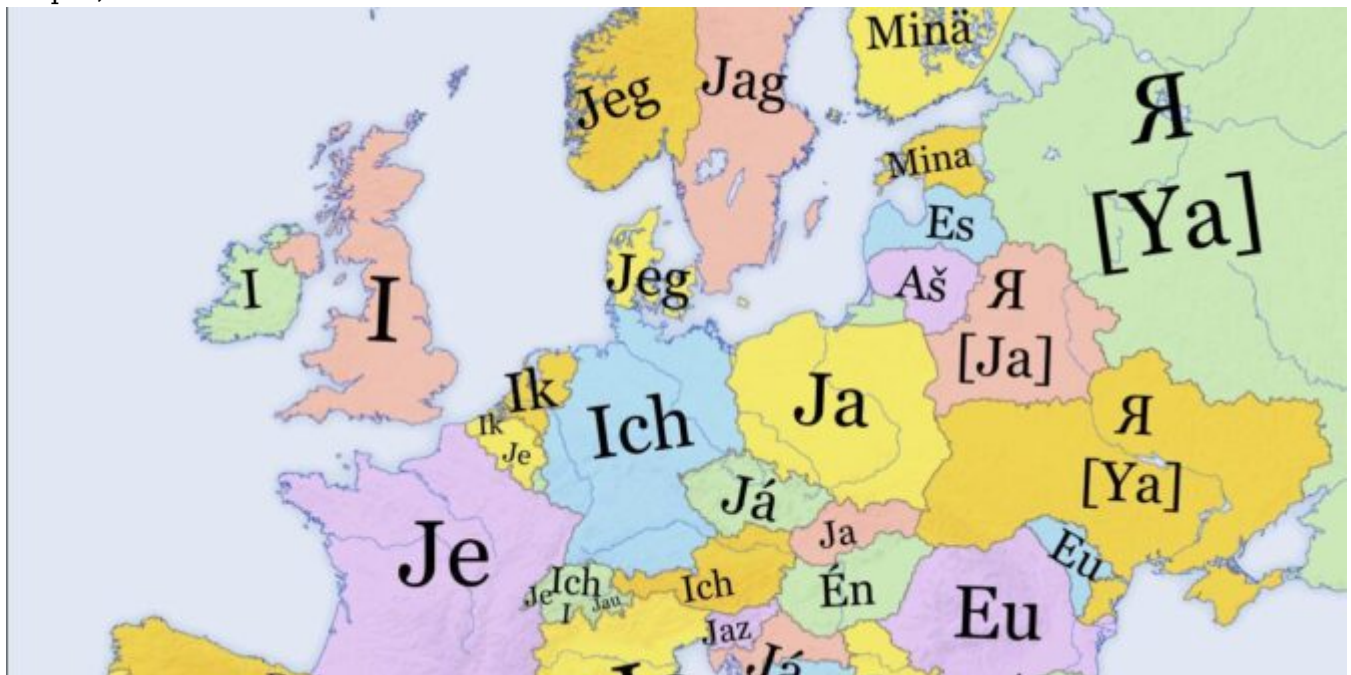 Minä
Jeg
Jag
Я
Mina
[Ya]
Es
I
I
Jeg
Aš
Я
[Ja]
Ik
Ik
Je
Ich
Ja
Я
[Ya]
Já
Ja
Je
Eu
Je
Ich
I
Jau
Ich
Én
Eu
Jaz
Já